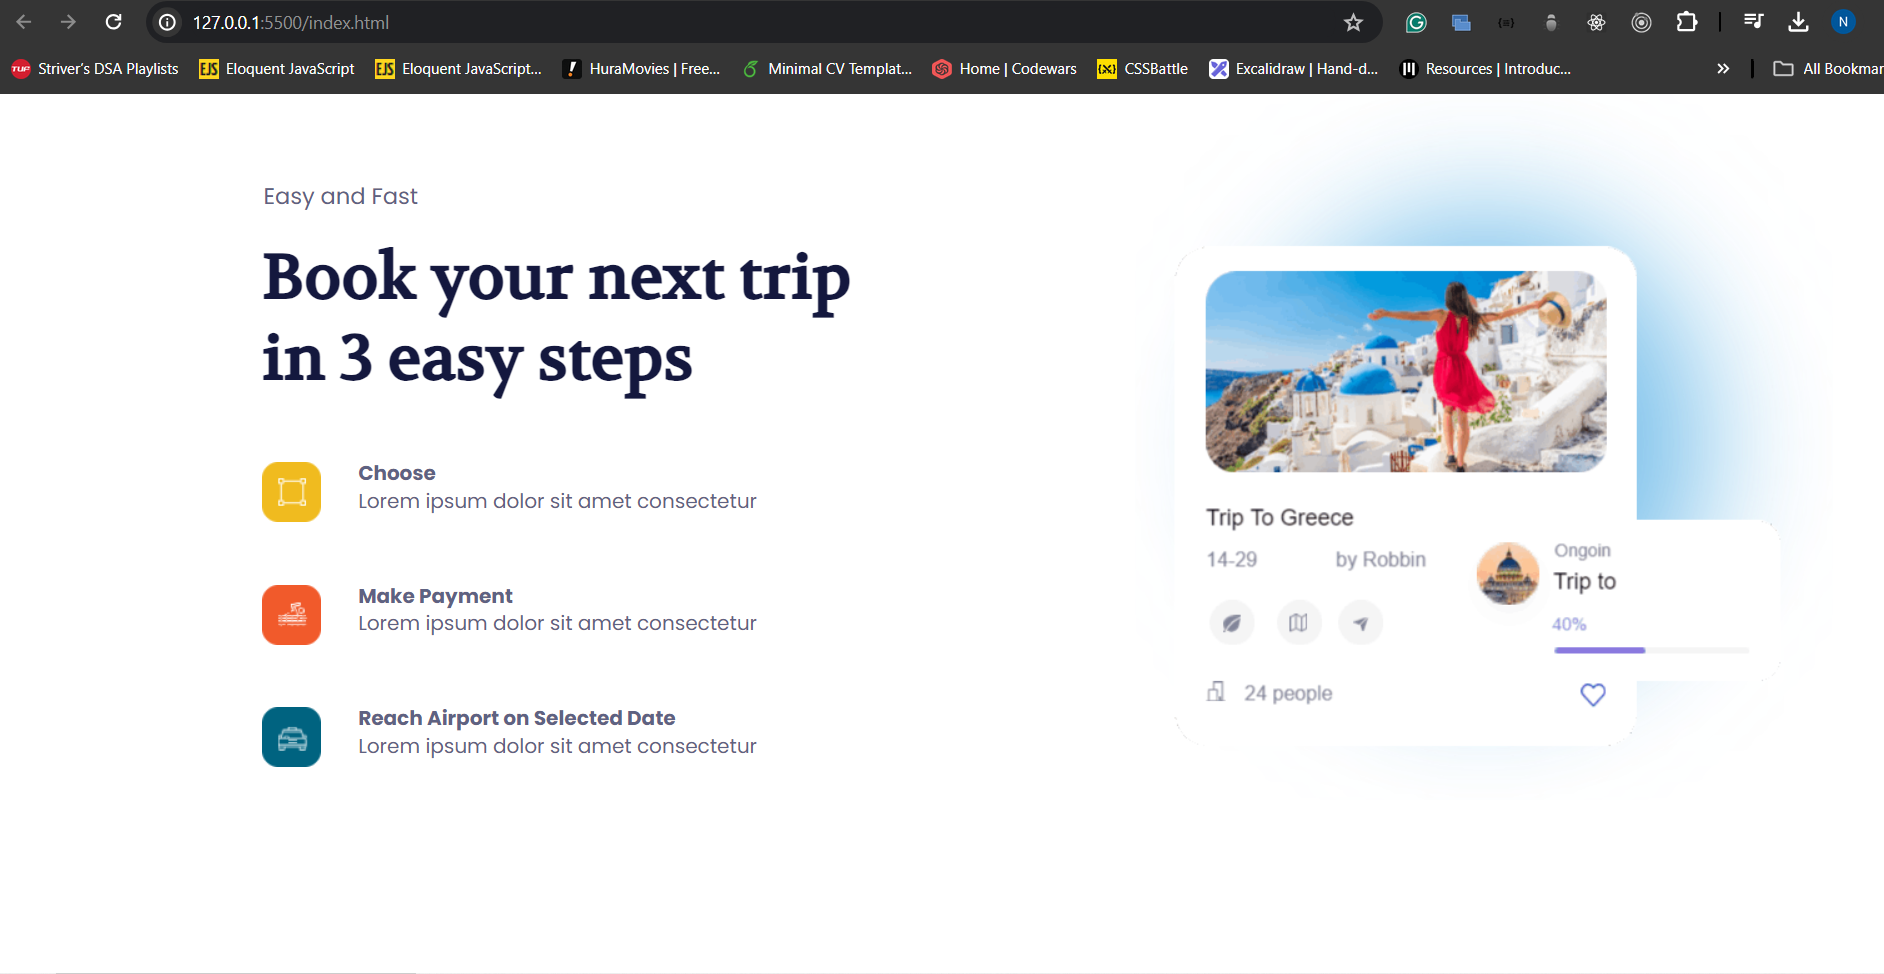 127.0.0.1:5500/index.html
N
TUF Striver's DSA Playlists
EJS Eloquent JavaScript
EJS Eloquent JavaScript...
! HuraMovies | Free...
Minimal CV Templat...
Home | Codewars
{x} CSSBattle
Excalidraw | Hand-d...
Resources | Introduc...
»
All Bookmar
Easy and Fast
Book your next trip
in 3 easy steps
Choose
Lorem ipsum dolor sit amet consectetur
Make Payment
Lorem ipsum dolor sit amet consectetur
Reach Airport on Selected Date
Lorem ipsum dolor sit amet consectetur
Trip To Greece
14-29 by Robbin
24 people
Ongoin
Trip to
40%